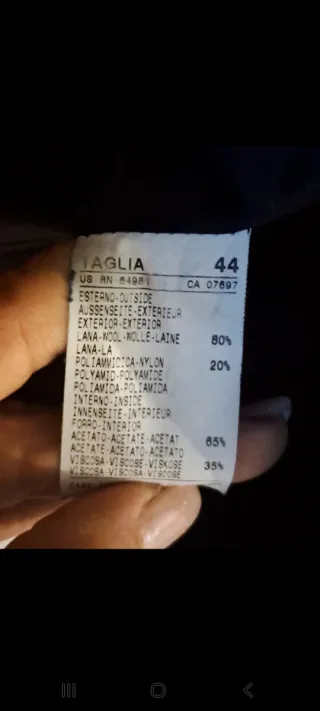 TAGLIA 44
US RN 6496 CA 07697
ESTERNO-OUTSIDE
AUSSENSEITE-EXTERIEUR
EXTERIOR-EXTERIOR
LANA-WOOL-WOLLE-LAINE 80%
LANA-LA
POLIAMMIDICA-NYLON 20%
POLYAMID-POLYAMIDE
POLIAMIDA-POLIAMIDA
INTERNO-INSIDE
INNENSEITE-INTERIEUR
FORRO-INTERIOR
ACETATO-ACETATE-ACETAT 65%
ACETATE-ACETATO-ACETATO
VISCOSA-VISCOSE-VISKOSE 35%
VISCOSA-VISCOSA-VISCOSE